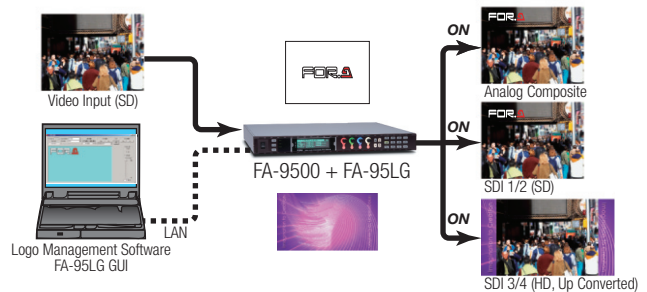 Video Input (SD)
Logo Management Software
FA-95LG GUI
LAN
FOR.A
FA-9500 + FA-95LG
ON
FOR.A
Analog Composite
ON
FOR.A
SDI 1/2 (SD)
ON
SDI 3/4 (HD, Up Converted)